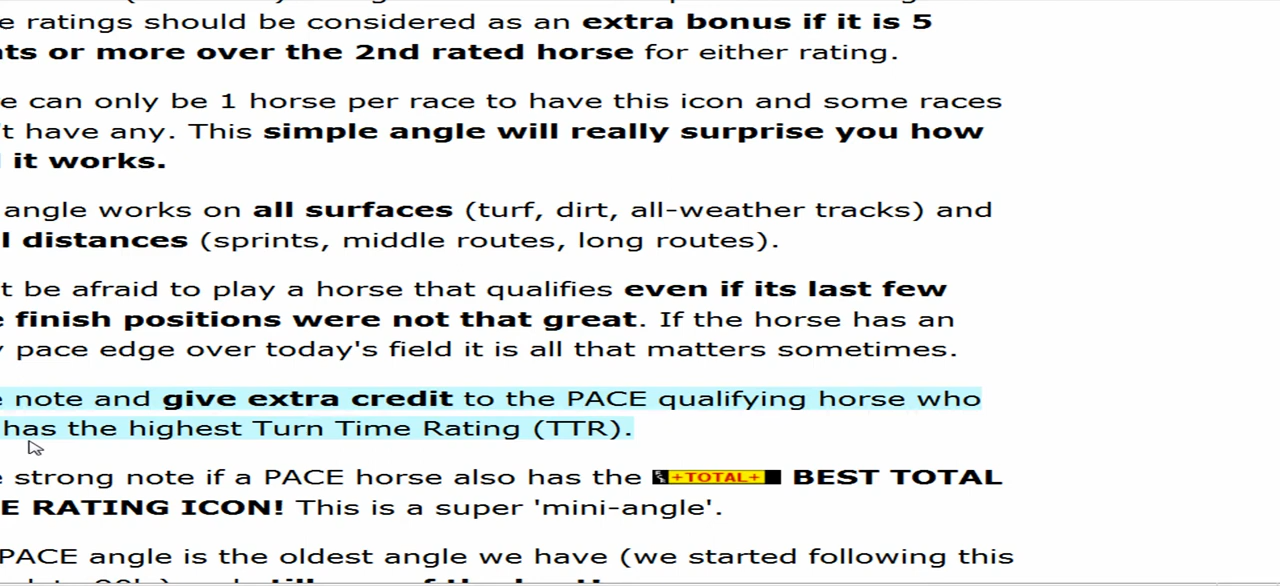 e ratings should be considered as an extra bonus if it is 5
ts or more over the 2nd rated horse for either rating.
e can only be 1 horse per race to have this icon and some races
't have any. This simple angle will really surprise you how
l it works.
angle works on all surfaces (turf, dirt, all-weather tracks) and
l distances (sprints, middle routes, long routes).
t be afraid to play a horse that qualifies even if its last few
e finish positions were not that great. If the horse has an
y pace edge over today's field it is all that matters sometimes.
e note and give extra credit to the PACE qualifying horse who
has the highest Turn Time Rating (TTR).
e strong note if a PACE horse also has the +TOTAL+ BEST TOTAL
E RATING ICON! This is a super 'mini-angle'.
PACE angle is the oldest angle we have (we started following this